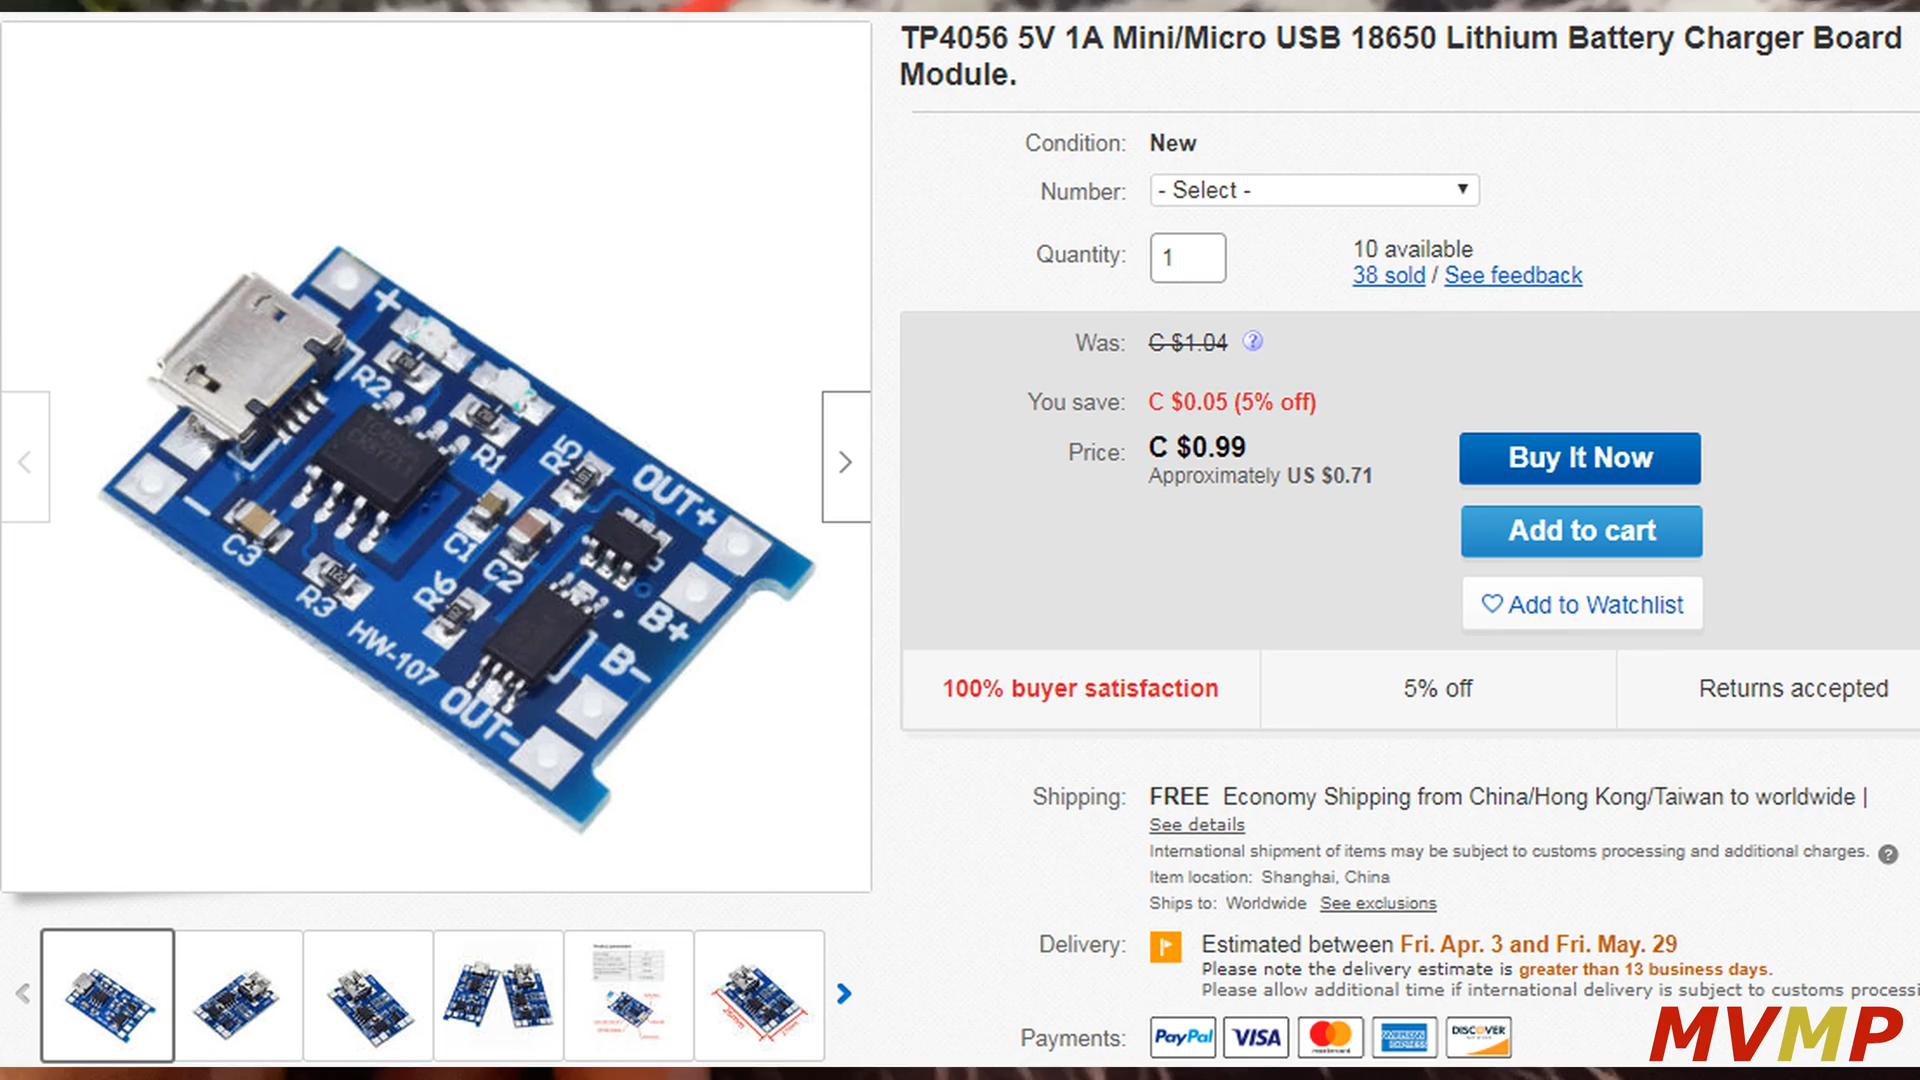 TP4056 5V 1A Mini/Micro USB 18650 Lithium Battery Charger Board
Module.
Condition: New
Number: - Select -
Quantity: 1
10 available
38 sold / See feedback
Was: C $1.04
You save: C $0.05 (5% off)
Price: C $0.99
Approximately US $0.71
Buy It Now
Add to cart
Add to Watchlist
100% buyer satisfaction
5% off
Returns accepted
Shipping: FREE Economy Shipping from China/Hong Kong/Taiwan to worldwide |
See details
International shipment of items may be subject to customs processing and additional charges. ?
Item location: Shanghai, China
Ships to: Worldwide See exclusions
Delivery: Estimated between Fri. Apr. 3 and Fri. May. 29
Please note the delivery estimate is greater than 13 business days.
Please allow additional time if international delivery is subject to customs processi
Payments: PayPal VISA mastercard AMERICAN EXPRESS DISCOVER
MVMP
+
R2
R1
R5
OUT+
−
C3
C1
C2
R3
R6
B+
HW-107
B−
OUT−